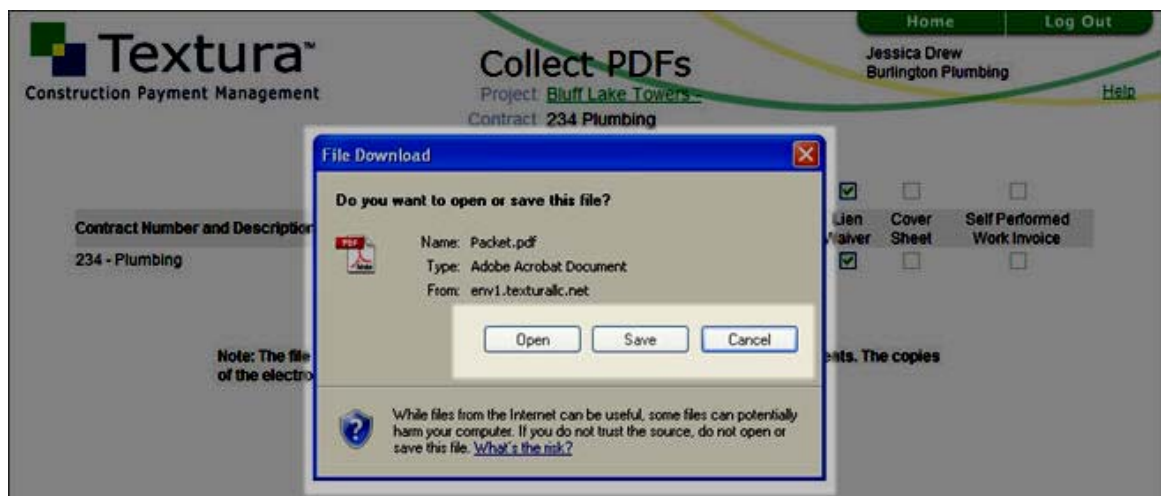 Home Log Out
Textura™
Construction Payment Management
Collect PDFs
Jessica Drew
Burlington Plumbing
Help
Project Bluff Lake Towers -
Contract 234 Plumbing
File Download
Do you want to open or save this file?
Name: Packet.pdf
Type: Adobe Acrobat Document
From: env1.texturallc.net
Open Save Cancel
While files from the Internet can be useful, some files can potentially
harm your computer. If you do not trust the source, do not open or
save this file. What's the risk?
Contract Number and Description
Lien Cover Self Performed
Waiver Sheet Work Invoice
234 - Plumbing
Note: The file
The copies
of the